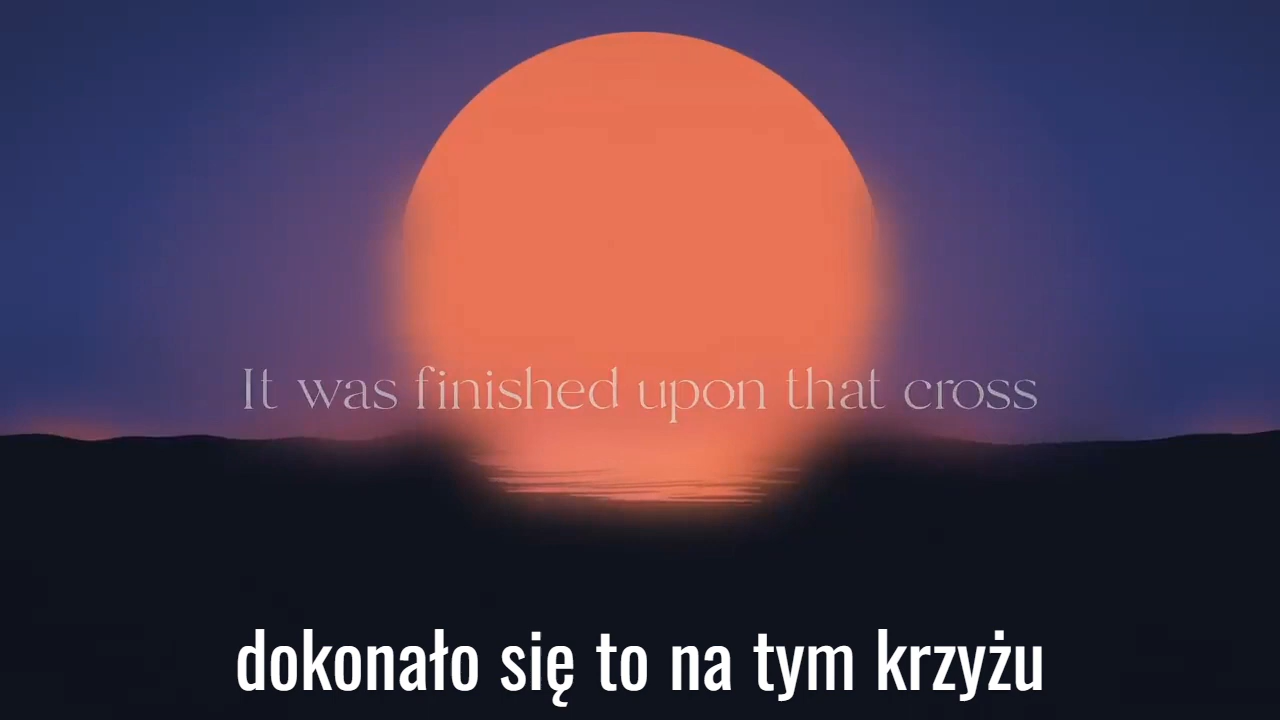 It was finished upon that cross
dokonało się to na tym krzyżu